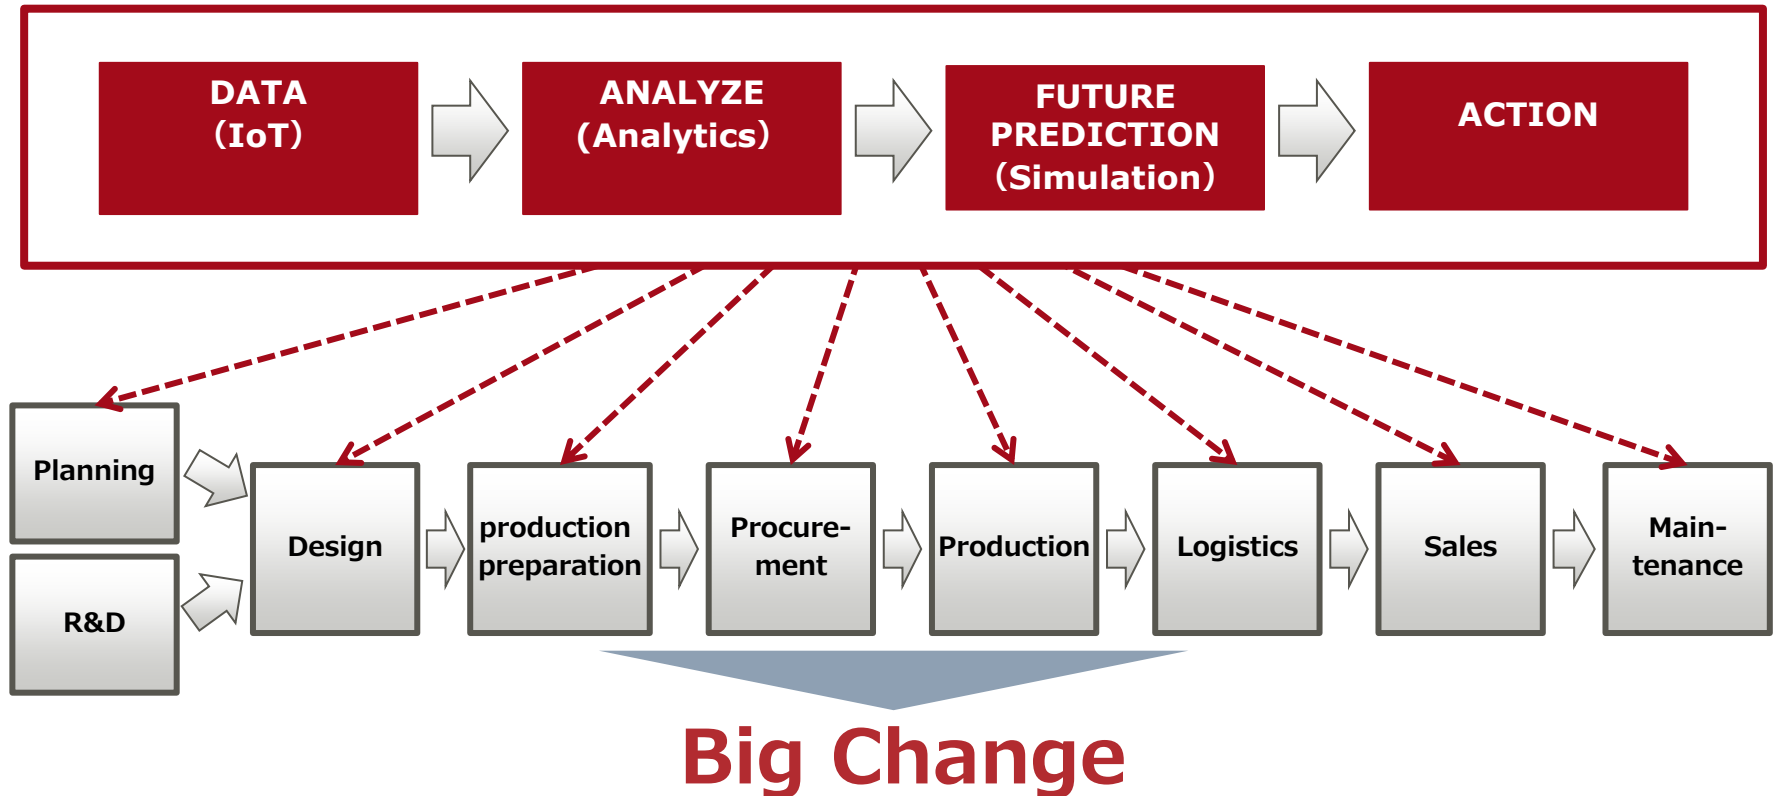 DATA
（IoT）
ANALYZE
(Analytics）
FUTURE
PREDICTION
（Simulation）
ACTION
Planning
R&D
Design
production
preparation
Procure-
ment
Production
Logistics
Sales
Main-
tenance
Big Change